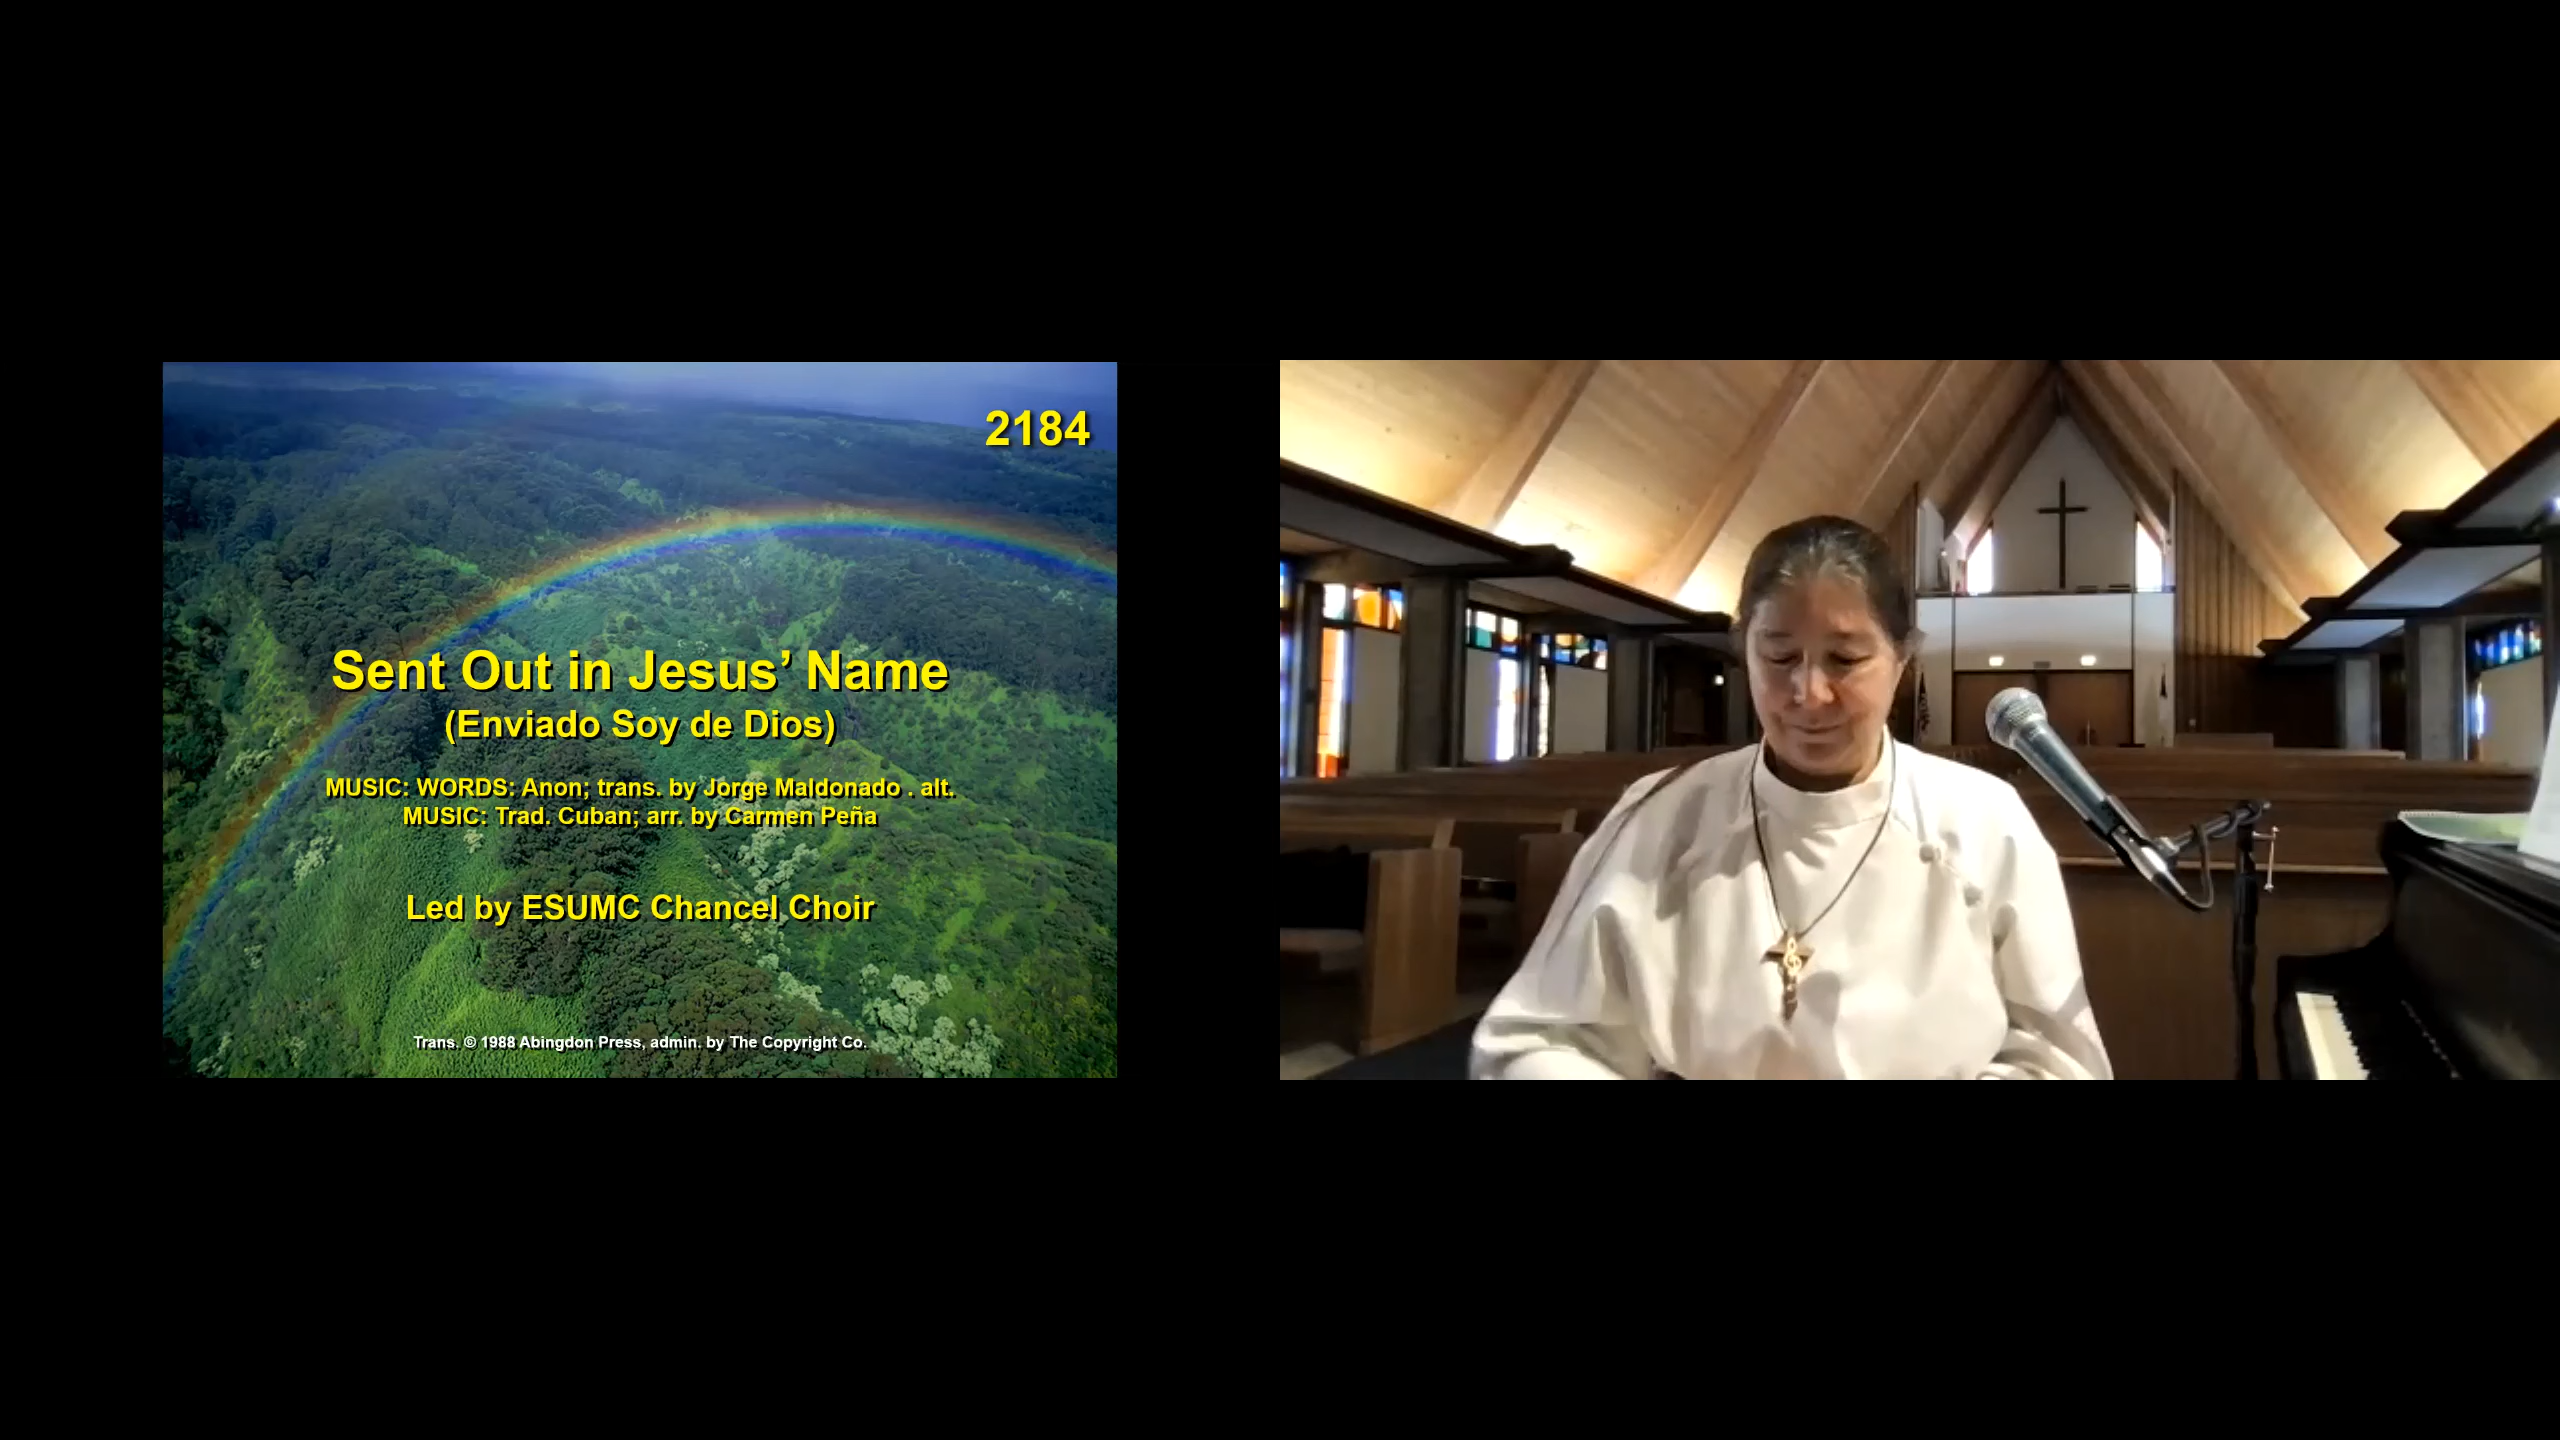 2184
Sent Out in Jesus’ Name
(Enviado Soy de Dios)
MUSIC: WORDS: Anon; trans. by Jorge Maldonado . alt.
MUSIC: Trad. Cuban; arr. by Carmen Peña
Led by ESUMC Chancel Choir
Trans. © 1988 Abingdon Press, admin. by The Copyright Co.